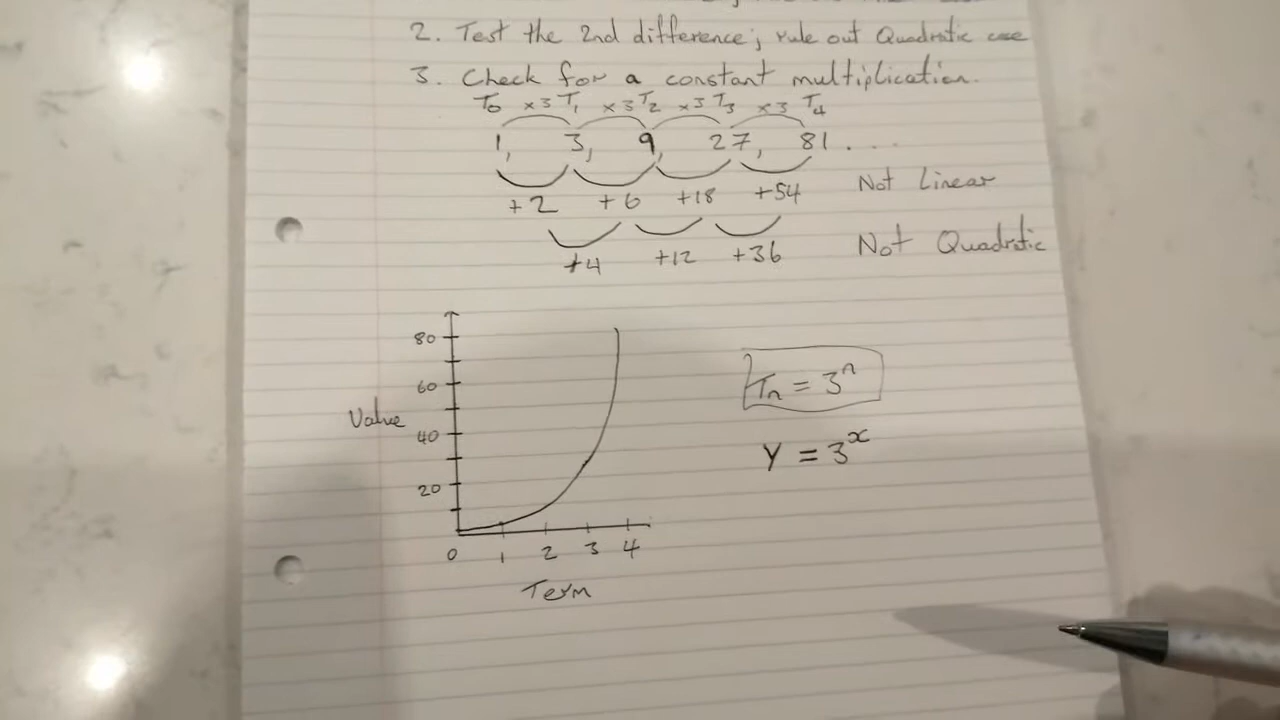 2. Test the 2nd difference; rule out Quadratic case
3. Check for a constant multiplication.
T0 ×3 T1 ×3 T2 ×3 T3 ×3 T4
1, 3, 9, 27, 81 . . .
+2 +6 +18 +54 Not Linear
+4 +12 +36 Not Quadratic
80
60
Value
40
20
0 1 2 3 4
Term
Tn = 3^n
y = 3^x